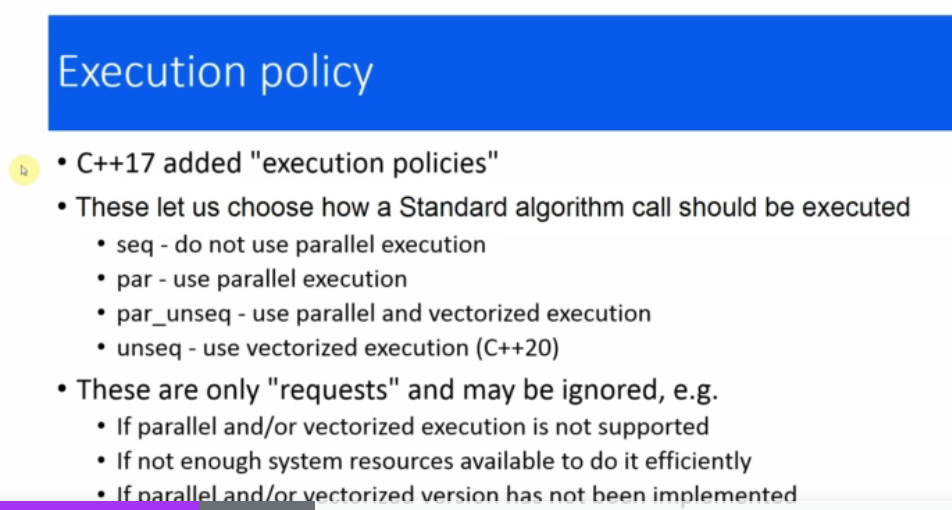 Execution policy
• C++17 added "execution policies"
• These let us choose how a Standard algorithm call should be executed
• seq - do not use parallel execution
• par - use parallel execution
• par_unseq - use parallel and vectorized execution
• unseq - use vectorized execution (C++20)
• These are only "requests" and may be ignored, e.g.
• If parallel and/or vectorized execution is not supported
• If not enough system resources available to do it efficiently
• If parallel and/or vectorized version has not been implemented